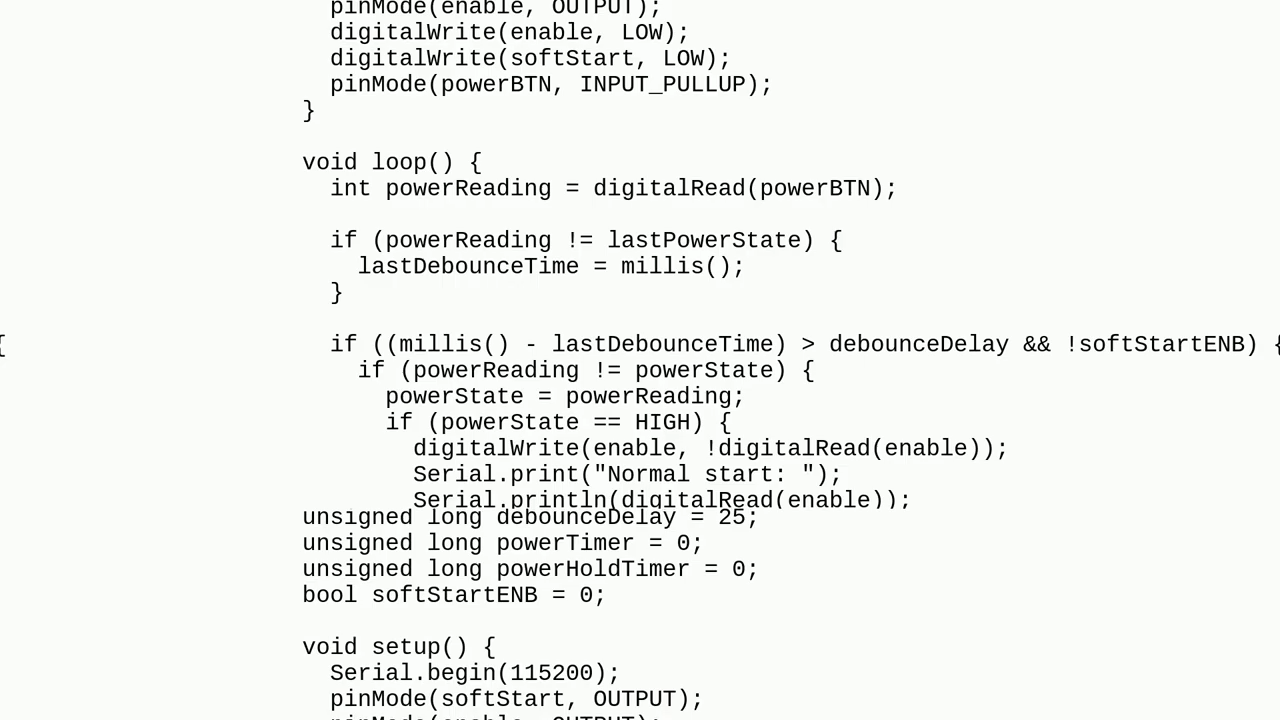 pinMode(enable, OUTPUT);
digitalWrite(enable, LOW);
digitalWrite(softStart, LOW);
pinMode(powerBTN, INPUT_PULLUP);
}
void loop() {
int powerReading = digitalRead(powerBTN);
if (powerReading != lastPowerState) {
lastDebounceTime = millis();
}
{ if ((millis() - lastDebounceTime) > debounceDelay && !softStartENB) {
if (powerReading != powerState) {
powerState = powerReading;
if (powerState == HIGH) {
digitalWrite(enable, !digitalRead(enable));
Serial.print("Normal start: ");
Serial.println(digitalRead(enable));
unsigned long debounceDelay = 25;
unsigned long powerTimer = 0;
unsigned long powerHoldTimer = 0;
bool softStartENB = 0;
void setup() {
Serial.begin(115200);
pinMode(softStart, OUTPUT);
pinMode(enable, OUTPUT);